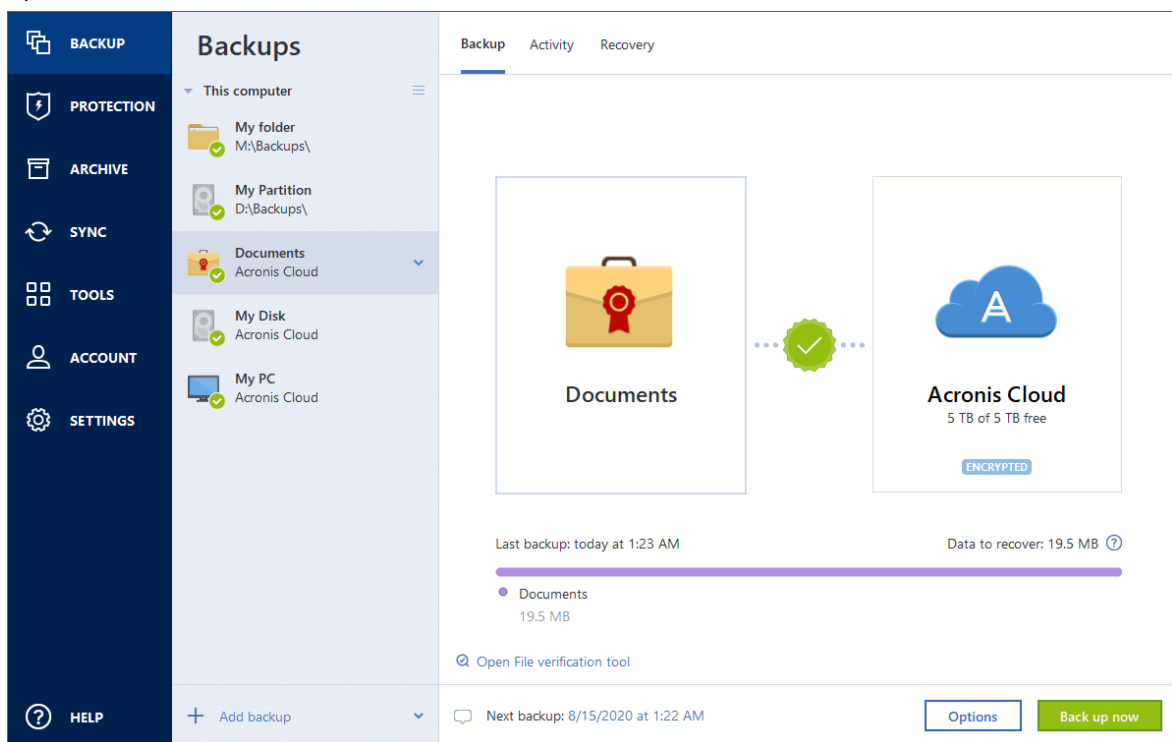 BACKUP
PROTECTION
ARCHIVE
SYNC
TOOLS
ACCOUNT
SETTINGS
HELP
Backups
This computer
My folder
M:\Backups\
My Partition
D:\Backups\
Documents
Acronis Cloud
My Disk
Acronis Cloud
My PC
Acronis Cloud
Add backup
Backup Activity Recovery
Documents
A
Acronis Cloud
5 TB of 5 TB free
ENCRYPTED
Last backup: today at 1:23 AM
Data to recover: 19.5 MB ?
Documents
19.5 MB
Open File verification tool
Next backup: 8/15/2020 at 1:22 AM
Options
Back up now